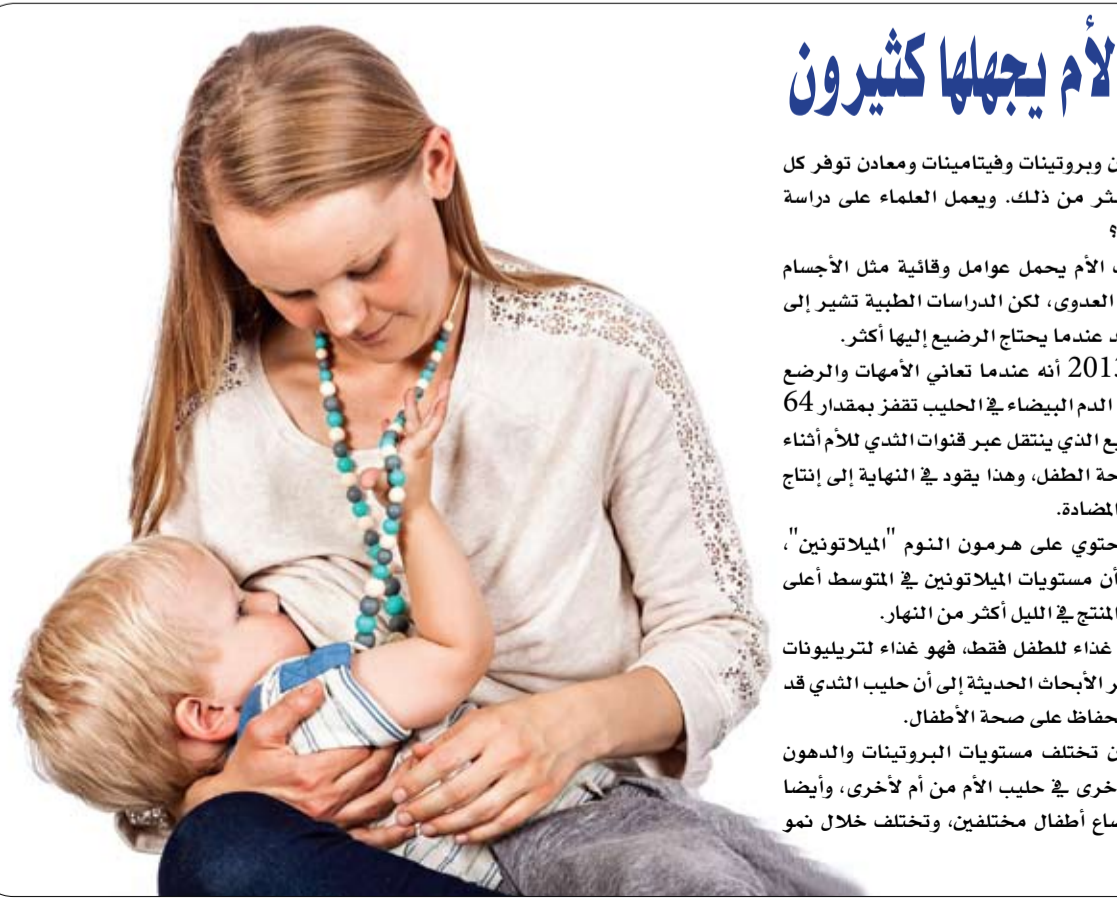 لأم يجهلها كثيرون
ن وبروتينات وفيتامينات ومعادن توفر كل
ثر من ذلك. ويعمل العلماء على دراسة
؟
ب الأم يحمل عوامل وقائية مثل الأجسام
العدوى، لكن الدراسات الطبية تشير إلى
د عندما يحتاج الرضيع إليها أكثر.
2013 أنه عندما تعاني الأمهات والرضع
الدم البيضاء في الحليب تقفز بمقدار 64
يع الذي ينتقل عبر قنوات الثدي للأم أثناء
حة الطفل، وهذا يقود في النهاية إلى إنتاج
المضادة.
حتوي على هرمون النوم "الميلاتونين"،
أن مستويات الميلاتونين في المتوسط أعلى
المنتج في الليل أكثر من النهار.
غذاء للطفل فقط، فهو غذاء لتريليونات
ر الأبحاث الحديثة إلى أن حليب الثدي قد
حفاظ على صحة الأطفال.
ن تختلف مستويات البروتينات والدهون
خرى في حليب الأم من أم لأخرى، وأيضا
ضاع أطفال مختلفين، وتختلف خلال نمو